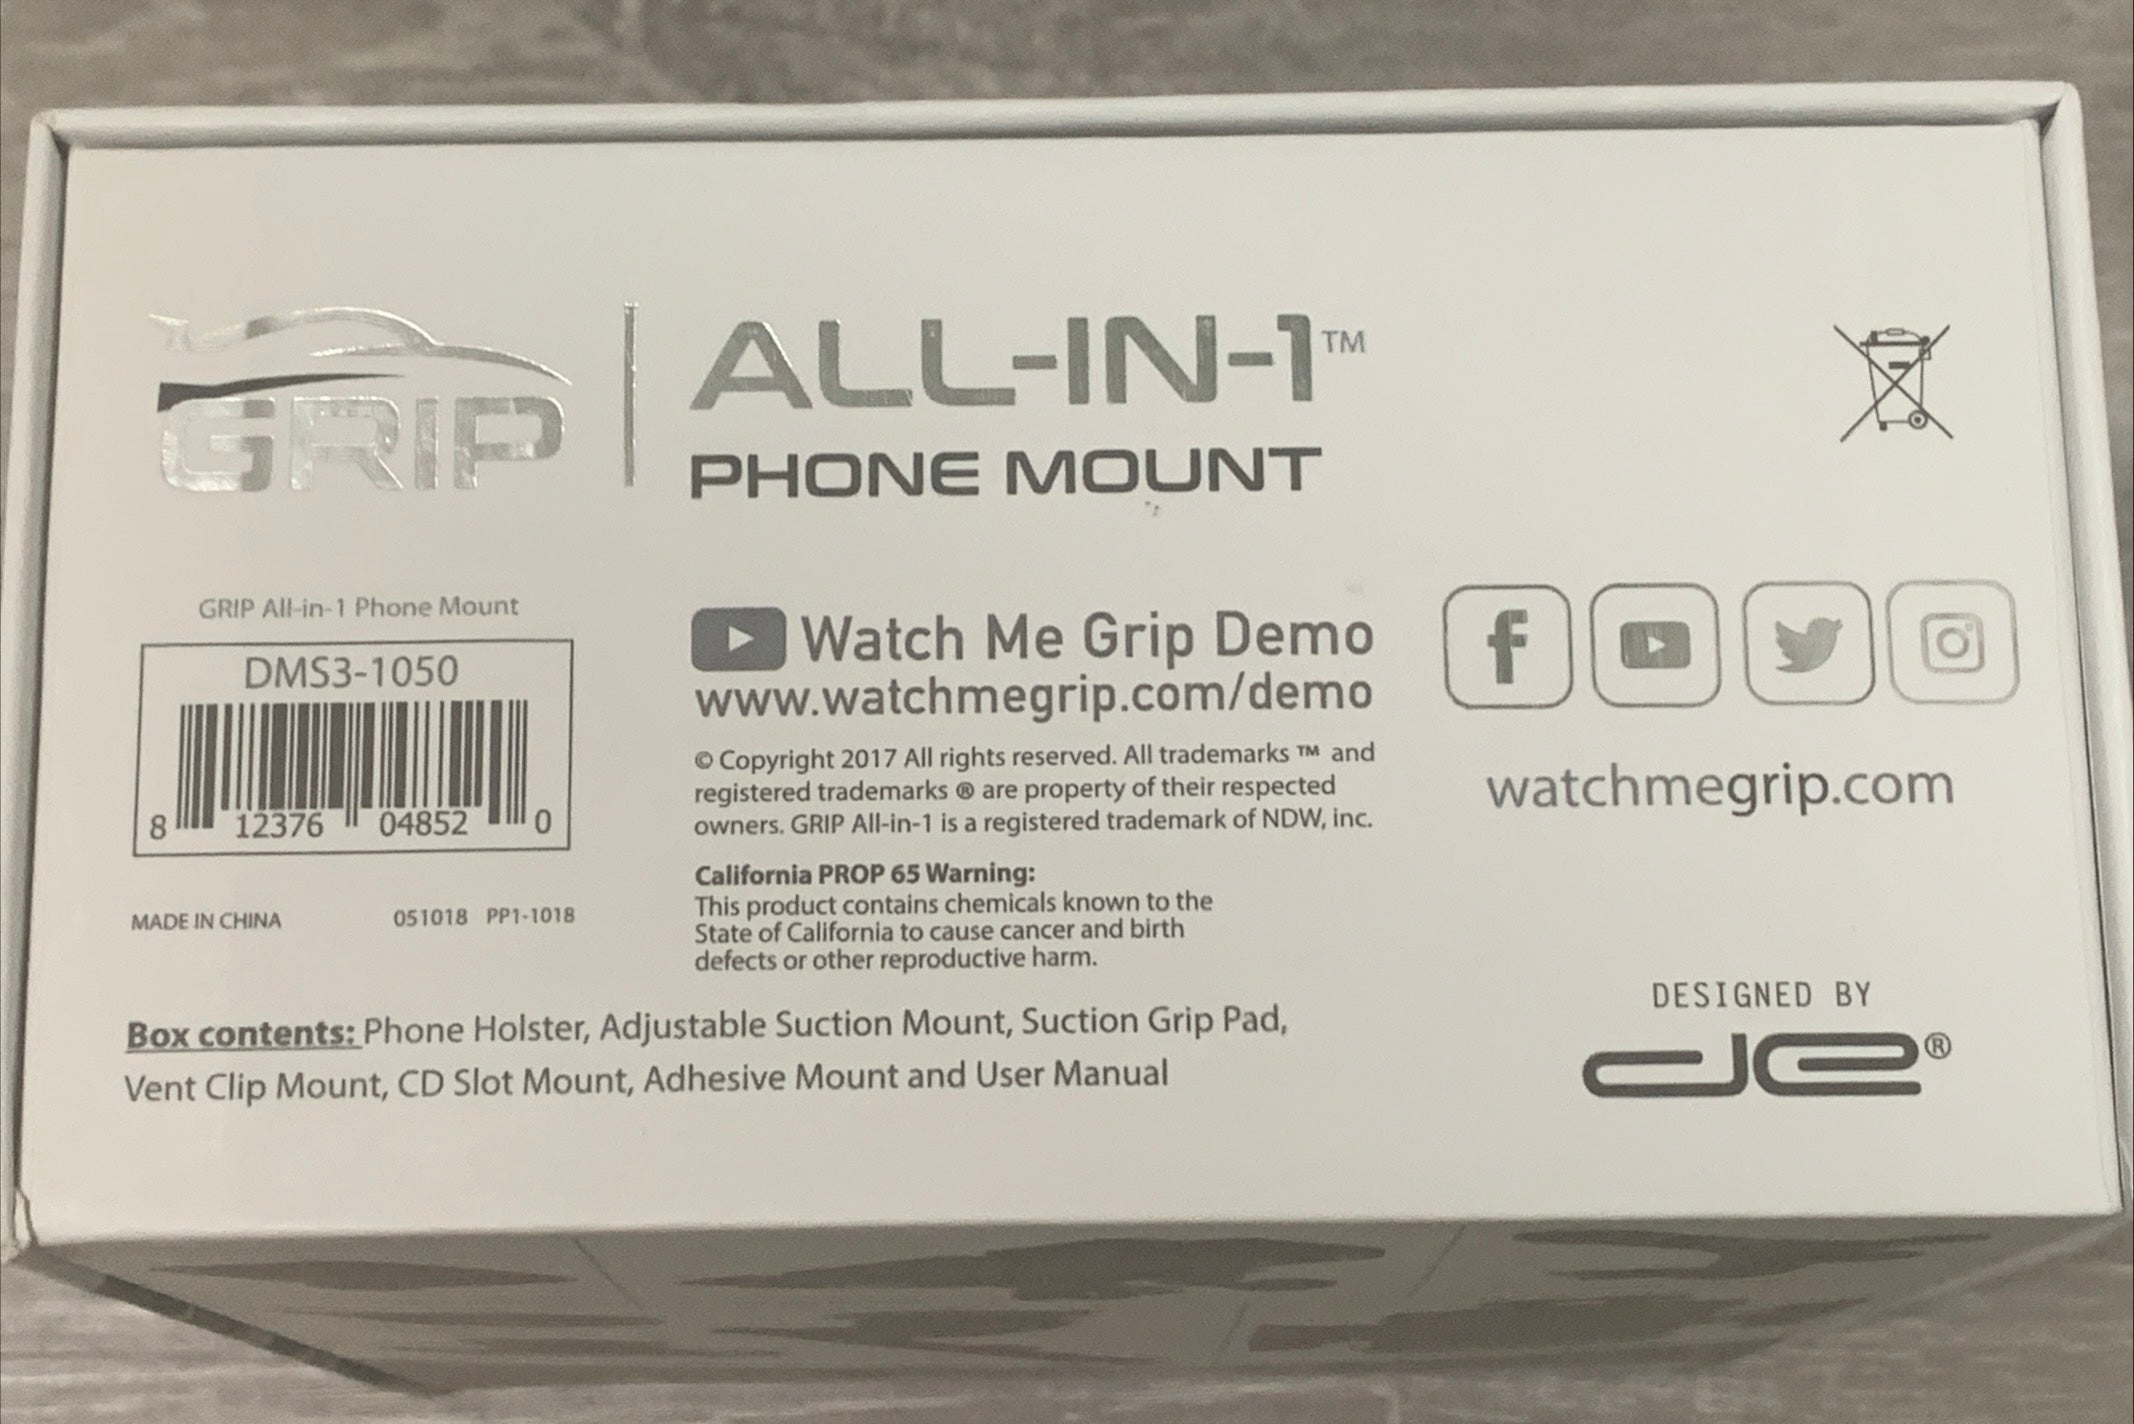 GRIP
ALL-IN-1™
PHONE MOUNT
GRIP All-in-1 Phone Mount
DMS3-1050
8 12376 04852 0
MADE IN CHINA
051018 PP1-1018
Watch Me Grip Demo
www.watchmegrip.com/demo
© Copyright 2017 All rights reserved. All trademarks ™ and
registered trademarks ® are property of their respected
owners. GRIP All-in-1 is a registered trademark of NDW, inc.
California PROP 65 Warning:
This product contains chemicals known to the
State of California to cause cancer and birth
defects or other reproductive harm.
f
watchmegrip.com
Box contents: Phone Holster, Adjustable Suction Mount, Suction Grip Pad,
Vent Clip Mount, CD Slot Mount, Adhesive Mount and User Manual
DESIGNED BY
de®